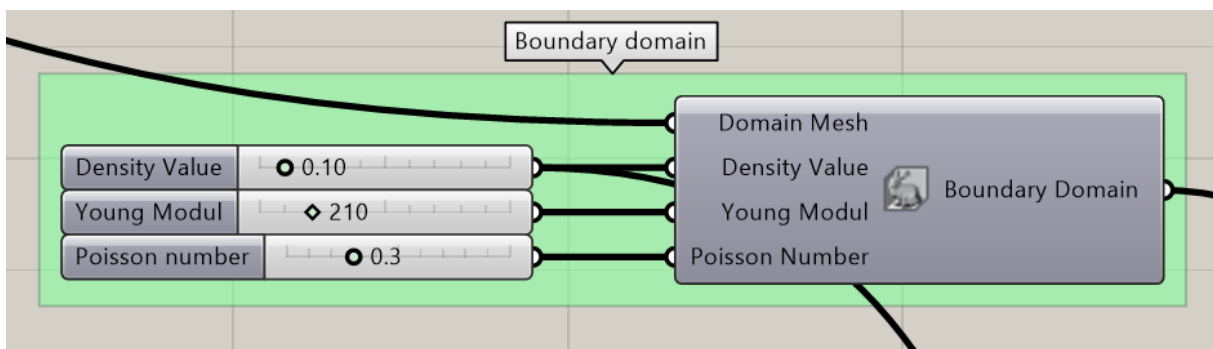 Boundary domain
Domain Mesh
Density Value 0.10 Density Value
Young Modul 210 Young Modul Boundary Domain
Poisson number 0.3 Poisson Number